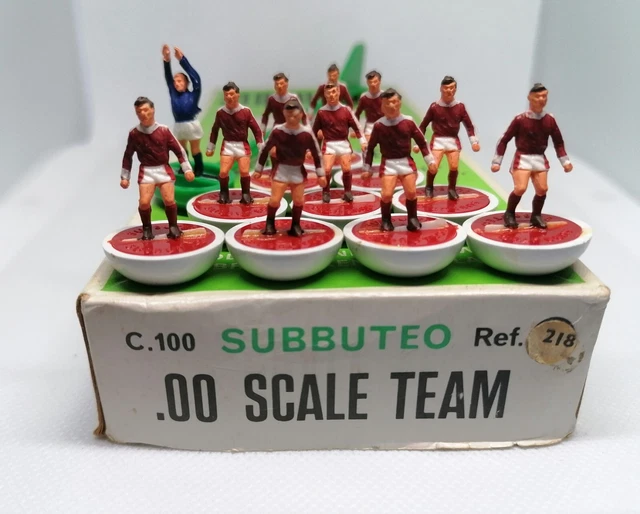 C.100 SUBBUTEO Ref. 218
.00 SCALE TEAM